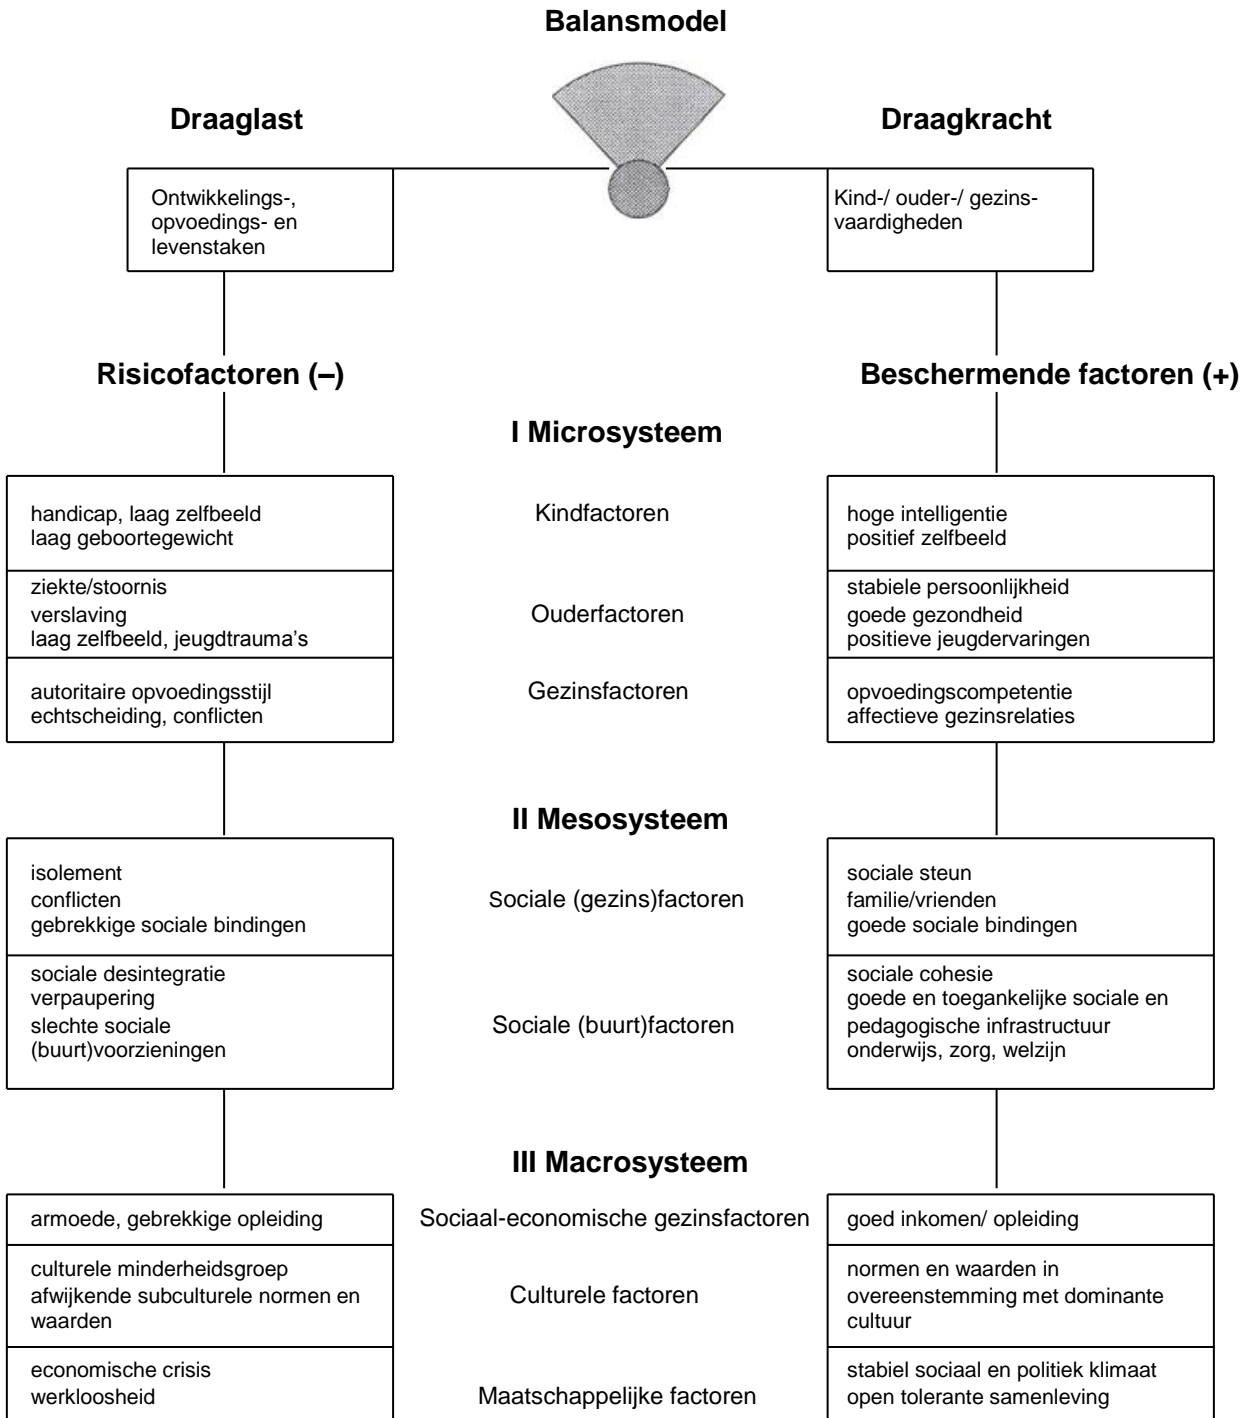 Balansmodel
Draaglast
Draagkracht
Ontwikkelings-,
opvoedings- en
levenstaken
Kind-/ ouder-/ gezins-
vaardigheden
Risicofactoren (–)
Beschermende factoren (+)
I Microsysteem
handicap, laag zelfbeeld
laag geboortegewicht
Kindfactoren
hoge intelligentie
positief zelfbeeld
ziekte/stoornis
verslaving
laag zelfbeeld, jeugdtrauma's
Ouderfactoren
stabiele persoonlijkheid
goede gezondheid
positieve jeugdervaringen
autoritaire opvoedingsstijl
echtscheiding, conflicten
Gezinsfactoren
opvoedingscompetentie
affectieve gezinsrelaties
II Mesosysteem
isolement
conflicten
gebrekkige sociale bindingen
Sociale (gezins)factoren
sociale steun
familie/vrienden
goede sociale bindingen
sociale desintegratie
verpaupering
slechte sociale
(buurt)voorzieningen
Sociale (buurt)factoren
sociale cohesie
goede en toegankelijke sociale en
pedagogische infrastructuur
onderwijs, zorg, welzijn
III Macrosysteem
armoede, gebrekkige opleiding
Sociaal-economische gezinsfactoren
goed inkomen/ opleiding
culturele minderheidsgroep
afwijkende subculturele normen en
waarden
Culturele factoren
normen en waarden in
overeenstemming met dominante
cultuur
economische crisis
werkloosheid
Maatschappelijke factoren
stabiel sociaal en politiek klimaat
open tolerante samenleving